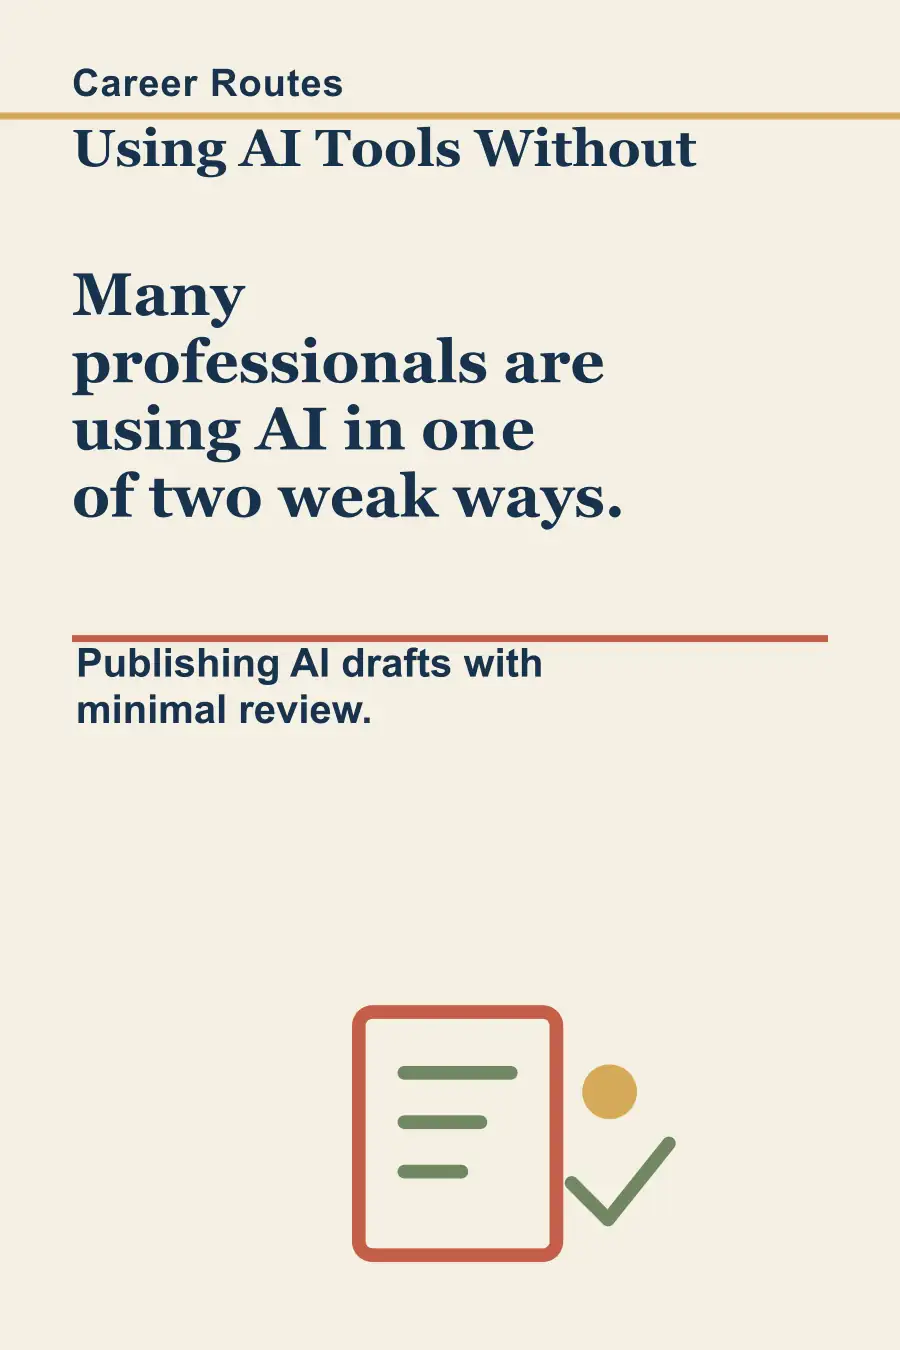 Career Routes
Using AI Tools Without
Many
professionals are
using AI in one
of two weak ways.
Publishing AI drafts with
minimal review.